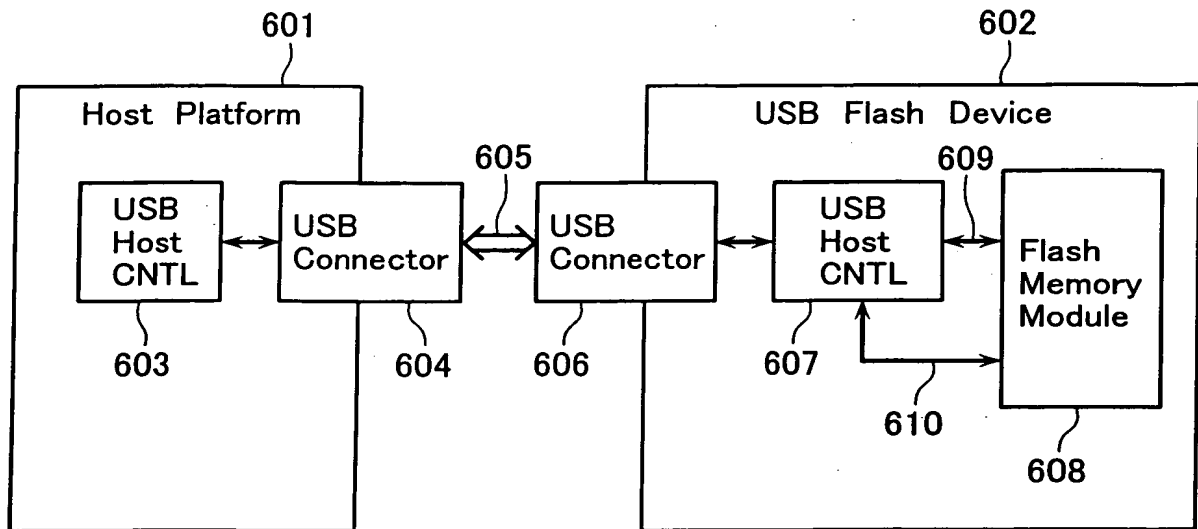 601
602
Host Platform
USB Flash Device
605
609
USB
Host
CNTL
USB
Connector
USB
Connector
USB
Host
CNTL
Flash
Memory
Module
603
604
606
607
610
608